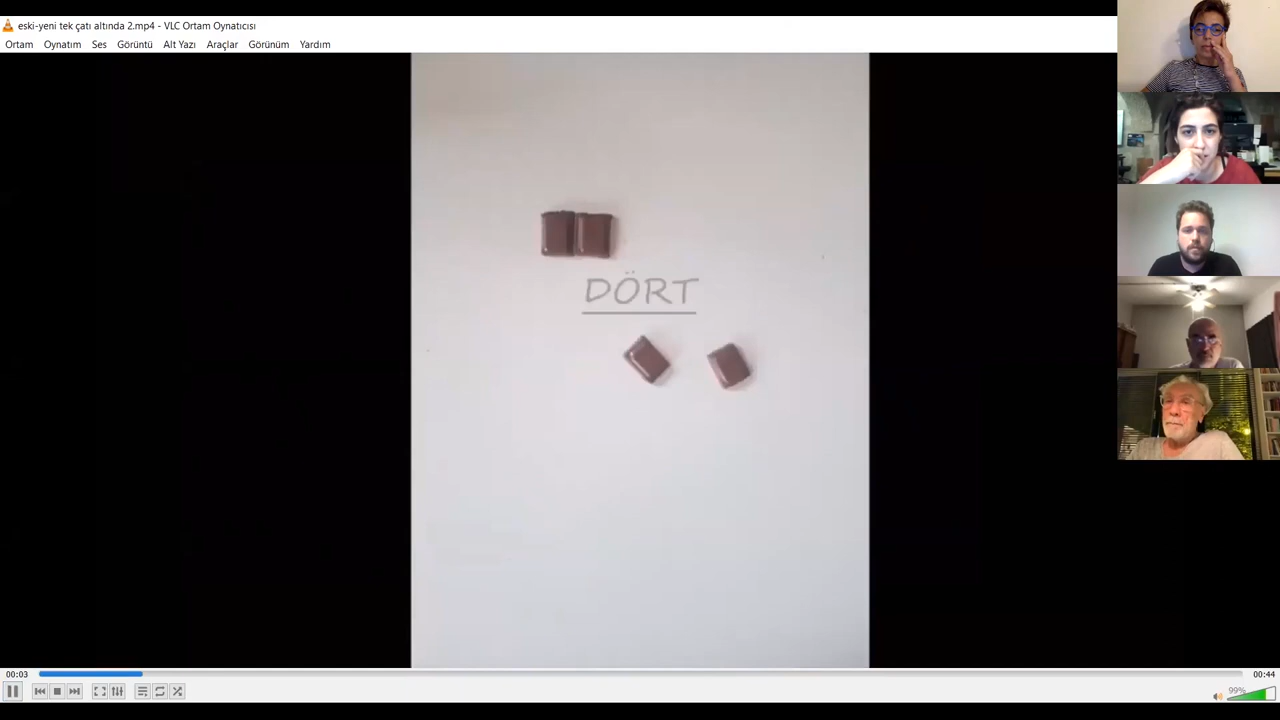 eski-yeni tek çatı altında 2.mp4 - VLC Ortam Oynatıcısı
Ortam Oynatım Ses Görüntü Alt Yazı Araçlar Görünüm Yardım
DÖRT
00:03
00:44
99%